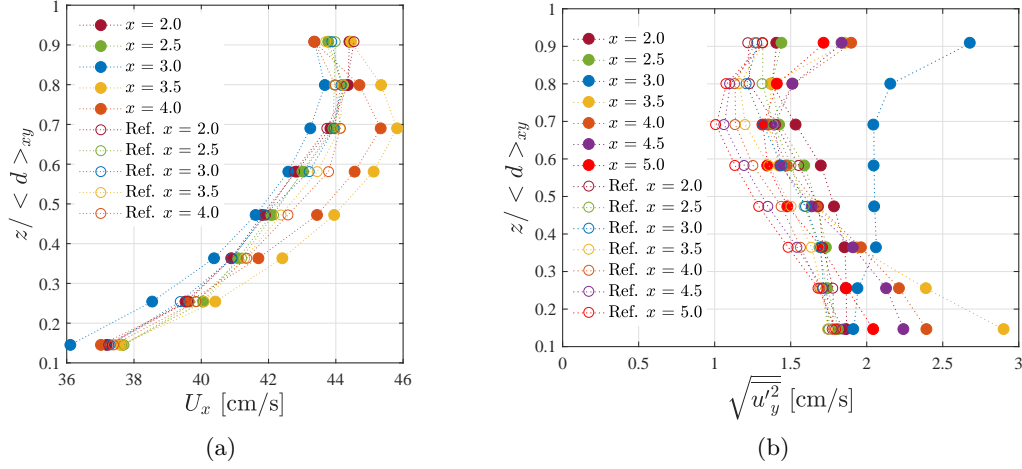 1
0.9
0.8
0.7
0.6
0.5
0.4
0.3
0.2
0.1
z/ < d >xy
x = 2.0
x = 2.5
x = 3.0
x = 3.5
x = 4.0
Ref. x = 2.0
Ref. x = 2.5
Ref. x = 3.0
Ref. x = 3.5
Ref. x = 4.0
36 38 40 42 44 46
Ux [cm/s]
(a)
1
0.9
0.8
0.7
0.6
0.5
0.4
0.3
0.2
0.1
z/ < d >xy
x = 2.0
x = 2.5
x = 3.0
x = 3.5
x = 4.0
x = 4.5
x = 5.0
Ref. x = 2.0
Ref. x = 2.5
Ref. x = 3.0
Ref. x = 3.5
Ref. x = 4.0
Ref. x = 4.5
Ref. x = 5.0
0 0.5 1 1.5 2 2.5 3
√u′²y [cm/s]
(b)